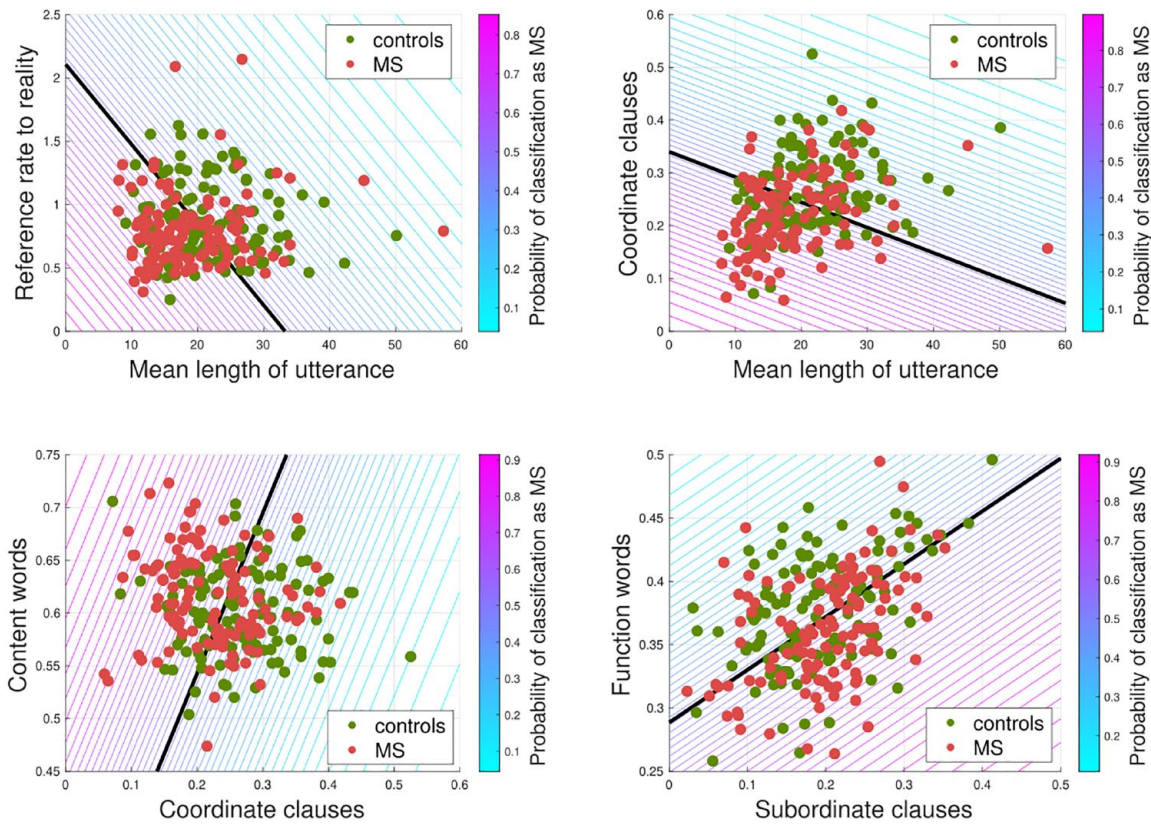 Reference rate to reality
2.5
2
1.5
1
0.5
0
0 10 20 30 40 50 60
Mean length of utterance
controls
MS
0.8
0.7
0.6
0.5
0.4
0.3
0.2
0.1
Probability of classification as MS
Coordinate clauses
0.6
0.5
0.4
0.3
0.2
0.1
0
0 10 20 30 40 50 60
Mean length of utterance
controls
MS
0.8
0.7
0.6
0.5
0.4
0.3
0.2
0.1
Probability of classification as MS
Content words
0.75
0.7
0.65
0.6
0.55
0.5
0.45
0 0.1 0.2 0.3 0.4 0.5 0.6
Coordinate clauses
controls
MS
0.9
0.8
0.7
0.6
0.5
0.4
0.3
0.2
0.1
Probability of classification as MS
Function words
0.5
0.45
0.4
0.35
0.3
0.25
0 0.1 0.2 0.3 0.4 0.5
Subordinate clauses
controls
MS
0.9
0.8
0.7
0.6
0.5
0.4
0.3
0.2
Probability of classification as MS